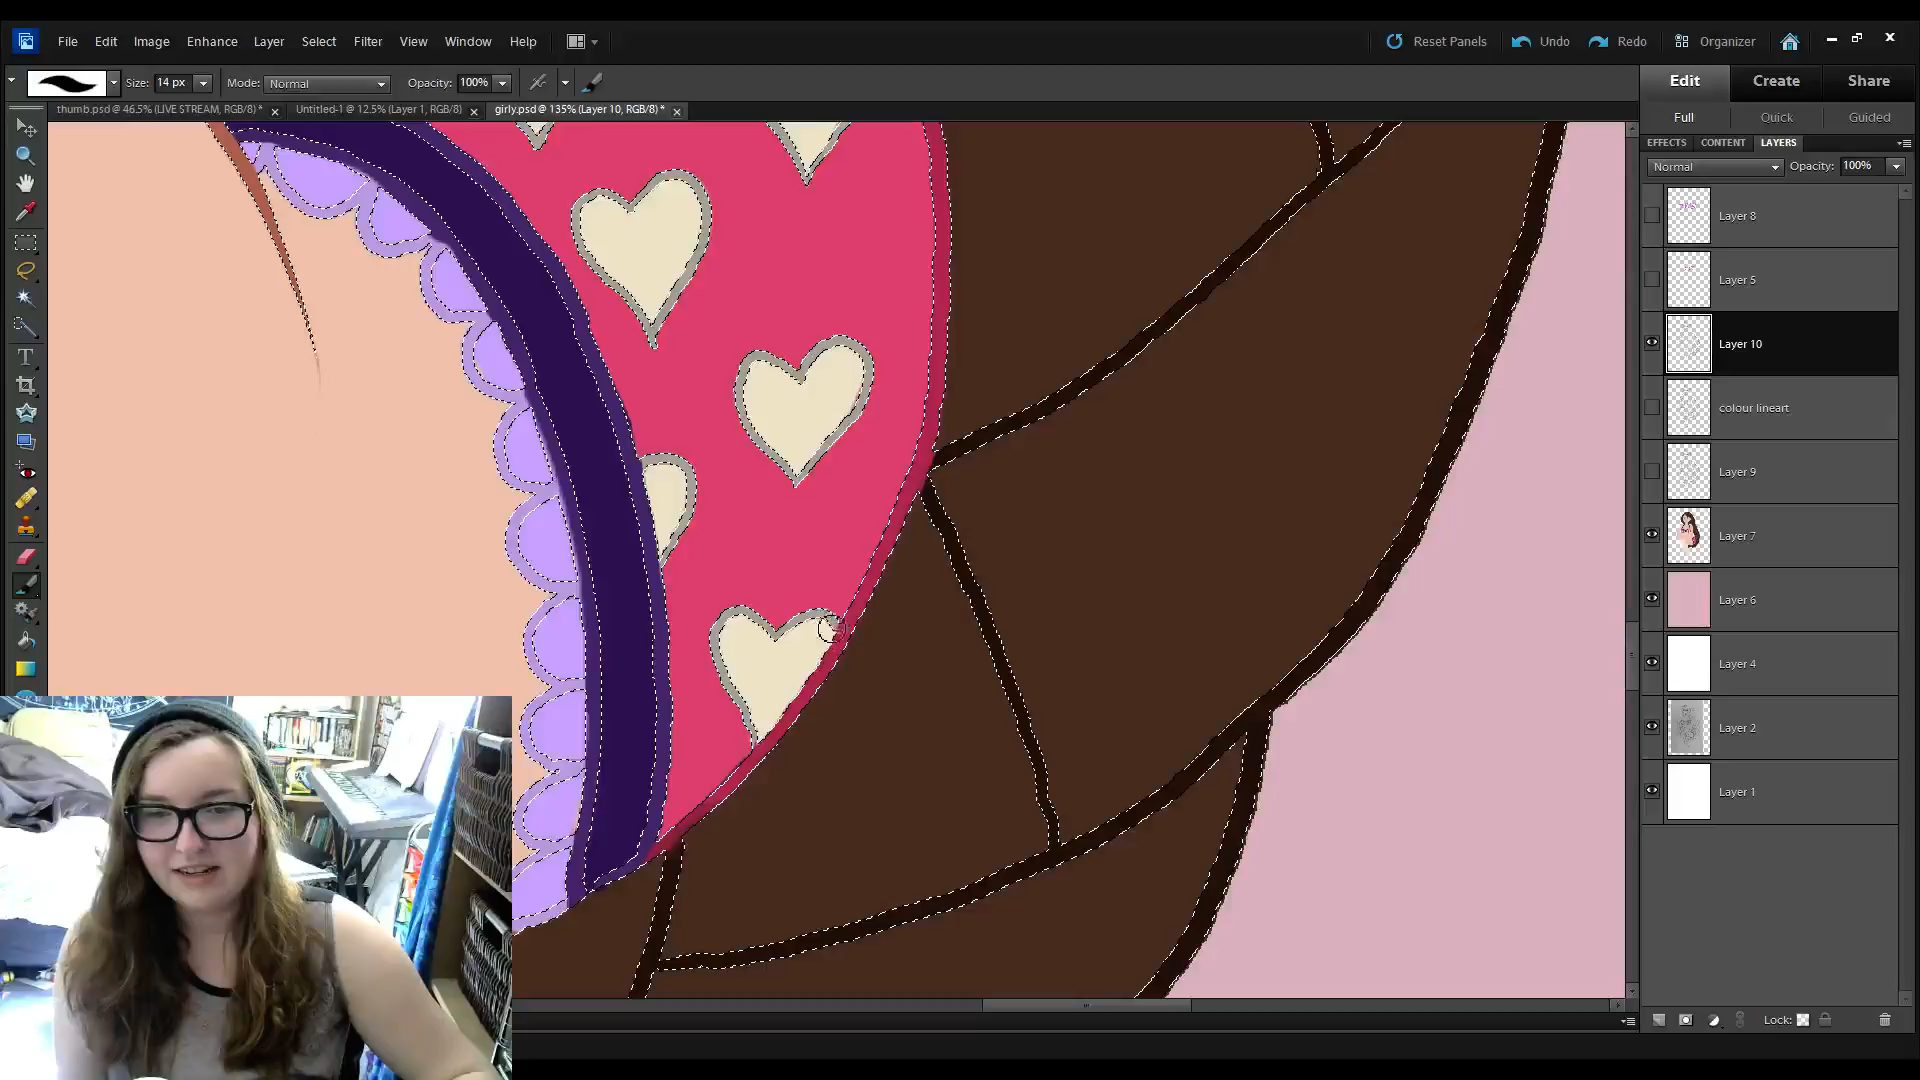 File Edit Image Enhance Layer Select Filter View Window Help Reset Panels Undo Redo Organizer
Size: 14 px Mode: Normal Opacity: 100% Edit Create Share
thumb.psd @ 46.5% (LIVE STREAM, RGB/8) * Untitled-1 @ 12.5% (Layer 1, RGB/8) girly.psd @ 135% (Layer 10, RGB/8) *
Full Quick Guided
EFFECTS CONTENT LAYERS
Normal Opacity: 100%
Layer 8
Layer 5
Layer 10
colour lineart
Layer 9
Layer 7
Layer 6
Layer 4
Layer 2
Layer 1
Lock: